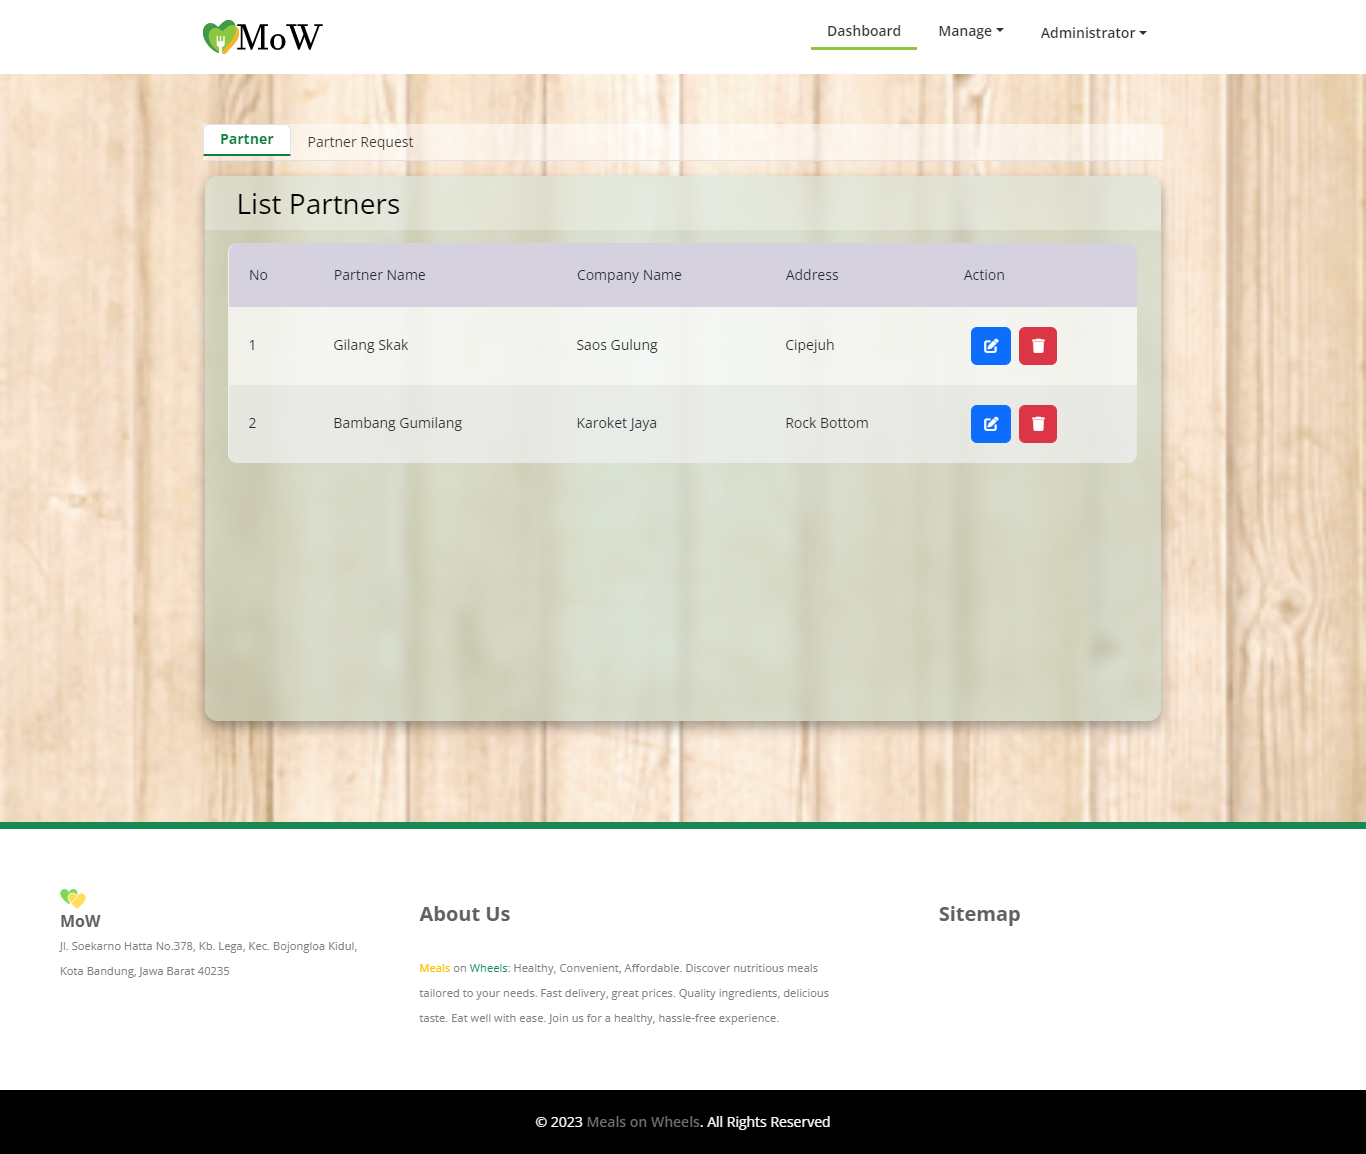 MoW
Dashboard
Manage
Administrator
Partner
Partner Request
List Partners
No Partner Name Company Name Address Action
1 Gilang Skak Saos Gulung Cipejuh
2 Bambang Gumilang Karoket Jaya Rock Bottom
MoW
Jl. Soekarno Hatta No.378, Kb. Lega, Kec. Bojongloa Kidul,
Kota Bandung, Jawa Barat 40235
About Us
Meals on Wheels: Healthy, Convenient, Affordable. Discover nutritious meals
tailored to your needs. Fast delivery, great prices. Quality ingredients, delicious
taste. Eat well with ease. Join us for a healthy, hassle-free experience.
Sitemap
© 2023 Meals on Wheels. All Rights Reserved